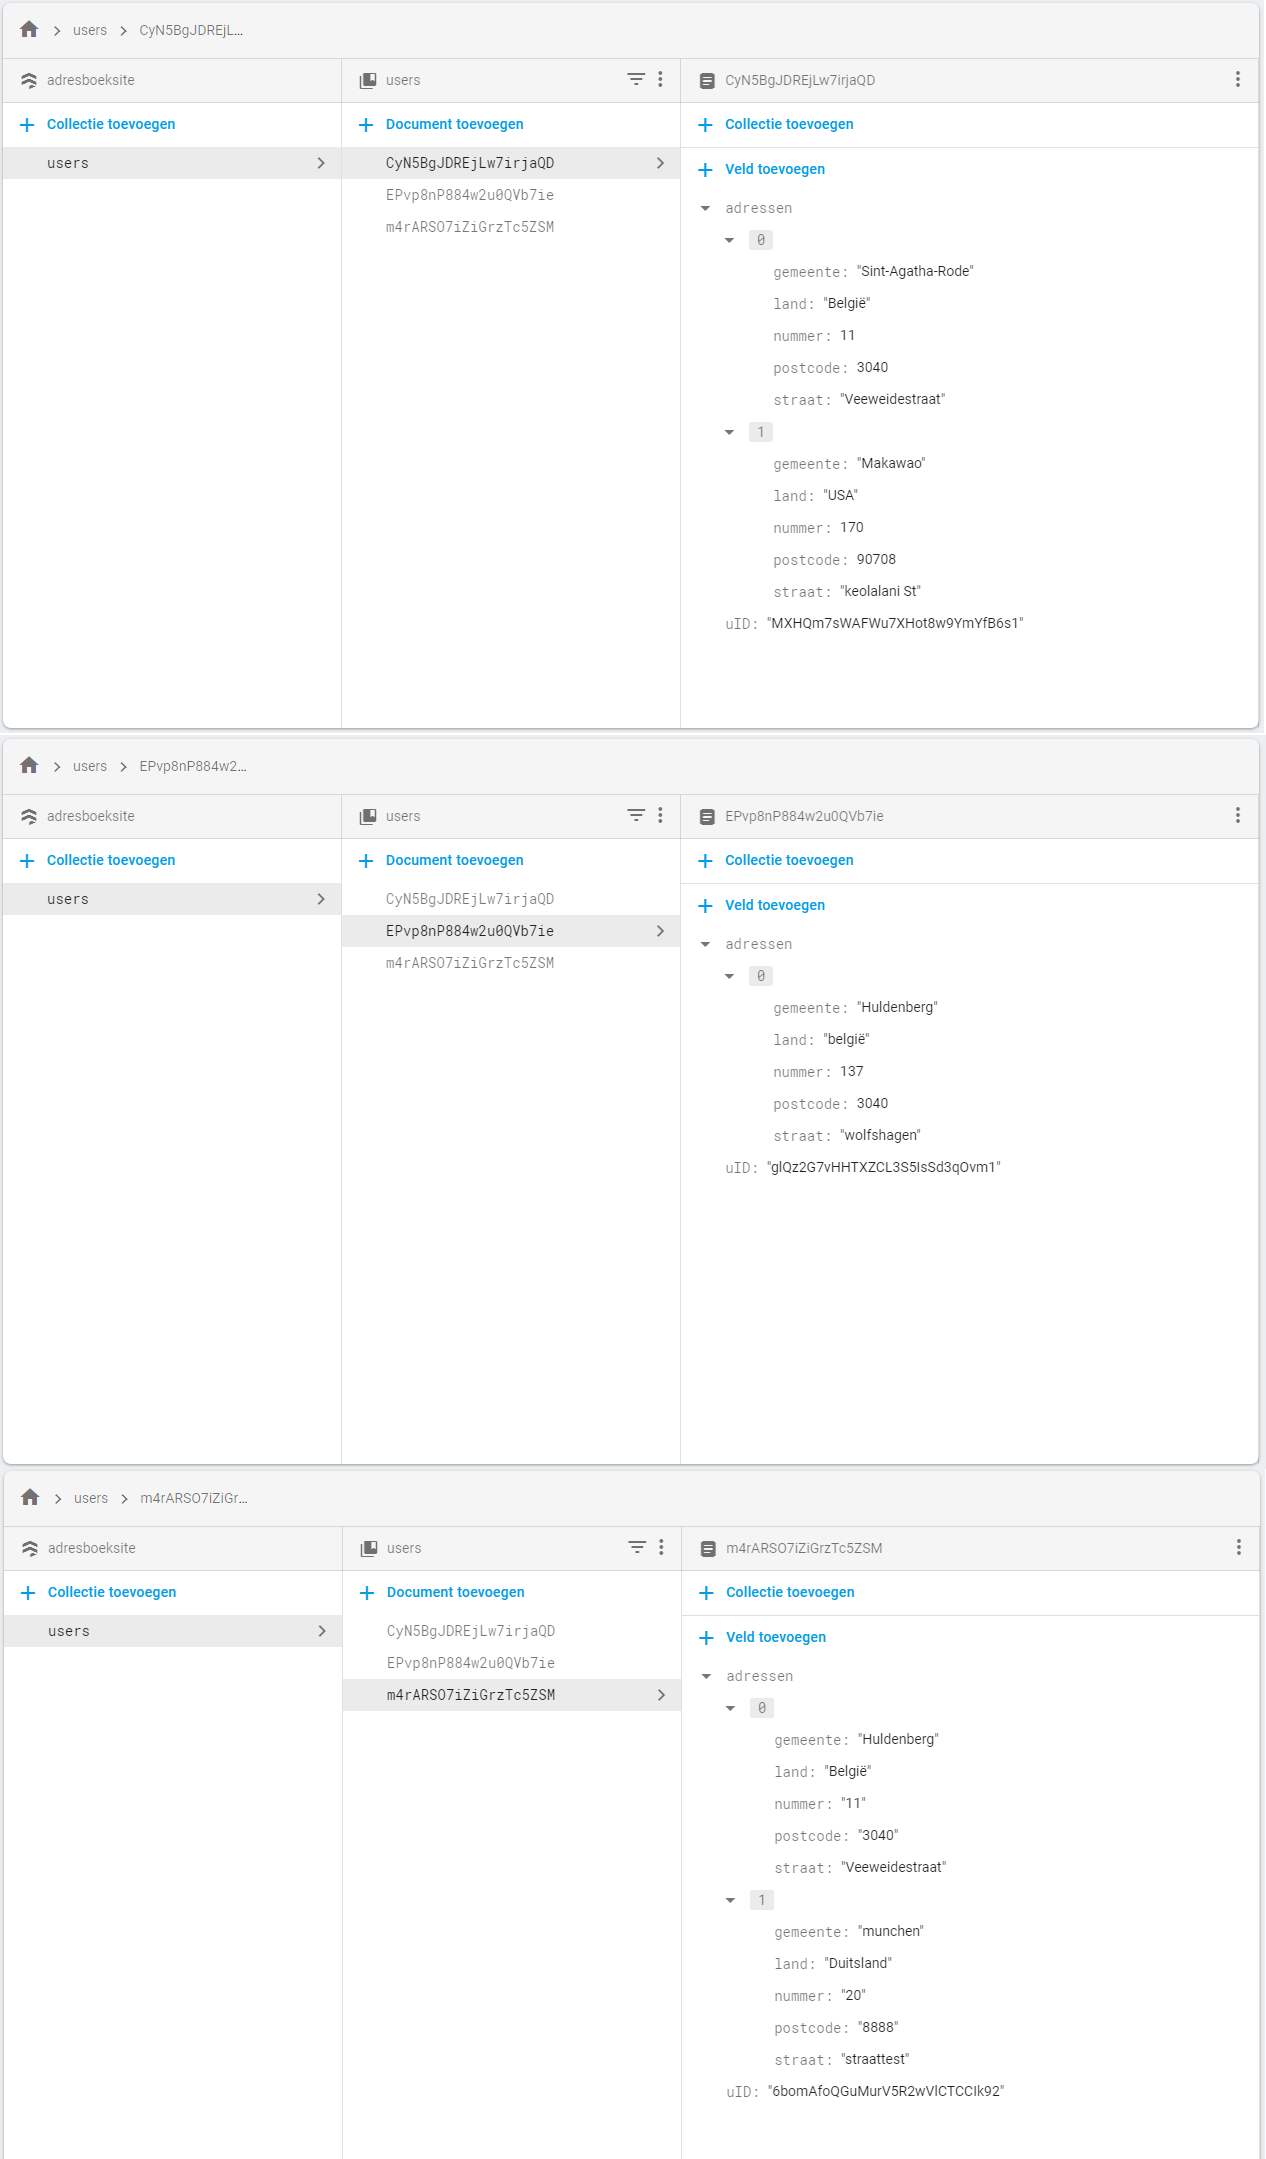 users CyN5BgJDREjL...
adresboeksite users CyN5BgJDREjLw7irjaQD
Collectie toevoegen Document toevoegen Collectie toevoegen
users CyN5BgJDREjLw7irjaQD Veld toevoegen
EPvp8nP884w2u0QVb7ie
m4rARSO7iZiGrzTc5ZSM
adressen
0
gemeente: "Sint-Agatha-Rode"
land: "België"
nummer: 11
postcode: 3040
straat: "Veeweidestraat"
1
gemeente: "Makawao"
land: "USA"
nummer: 170
postcode: 90708
straat: "keolalani St"
uID: "MXHQm7sWAFWu7XHot8w9YmYfB6s1"
users EPvp8nP884w2...
adresboeksite users EPvp8nP884w2u0QVb7ie
Collectie toevoegen Document toevoegen Collectie toevoegen
users CyN5BgJDREjLw7irjaQD Veld toevoegen
EPvp8nP884w2u0QVb7ie
m4rARSO7iZiGrzTc5ZSM
adressen
0
gemeente: "Huldenberg"
land: "belgië"
nummer: 137
postcode: 3040
straat: "wolfshagen"
uID: "glQz2G7vHHTXZCL3S5IsSd3qOvm1"
users m4rARSO7iZiGr...
adresboeksite users m4rARSO7iZiGrzTc5ZSM
Collectie toevoegen Document toevoegen Collectie toevoegen
users CyN5BgJDREjLw7irjaQD Veld toevoegen
EPvp8nP884w2u0QVb7ie
m4rARSO7iZiGrzTc5ZSM
adressen
0
gemeente: "Huldenberg"
land: "België"
nummer: "11"
postcode: "3040"
straat: "Veeweidestraat"
1
gemeente: "munchen"
land: "Duitsland"
nummer: "20"
postcode: "8888"
straat: "straattest"
uID: "6bomAfoQGuMurV5R2wVlCTCCIk92"